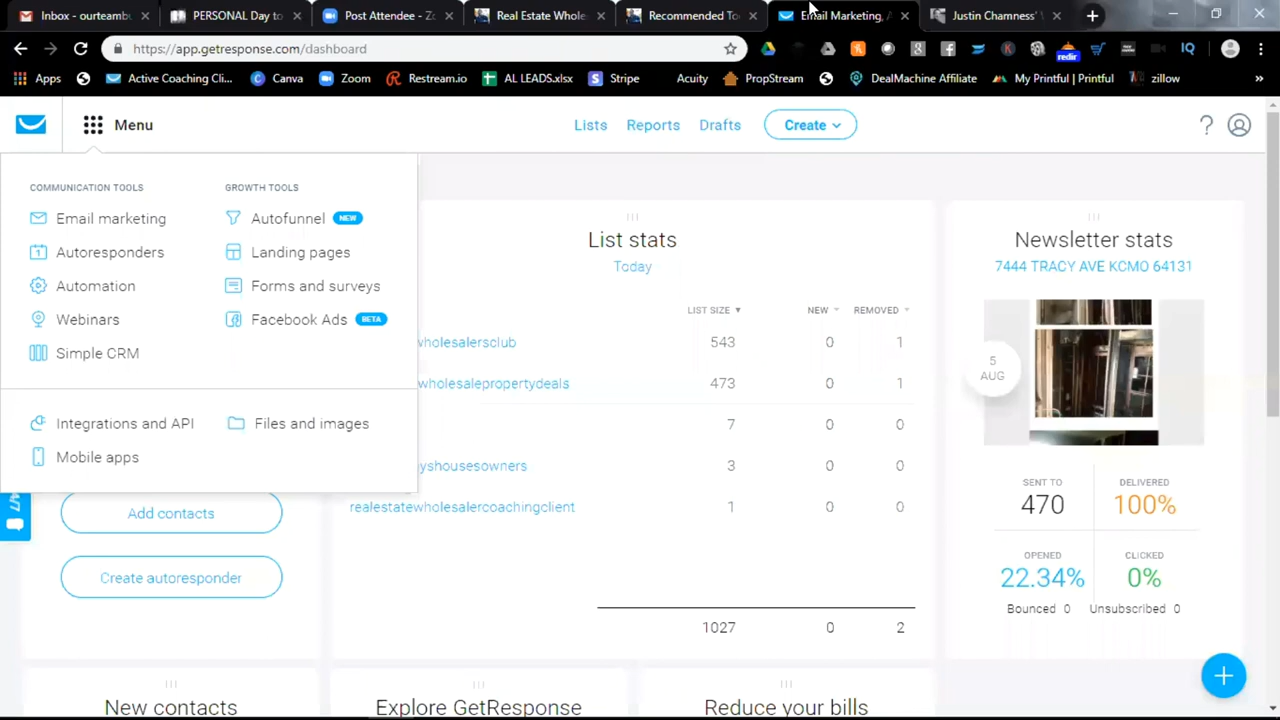 Inbox - ourteamb
PERSONAL Day to
Post Attendee - Zo
Real Estate Whole
Recommended To
Email Marketing, A
Justin Chamness' V
https://app.getresponse.com/dashboard
redir
IQ
Apps
Active Coaching Cli...
Canva
Zoom
Restream.io
AL LEADS.xlsx
Stripe
Acuity
PropStream
DealMachine Affiliate
My Printful | Printful
zillow
»
Menu
Lists
Reports
Drafts
Create
?
COMMUNICATION TOOLS
Email marketing
Autoresponders
Automation
Webinars
Simple CRM
GROWTH TOOLS
Autofunnel NEW
Landing pages
Forms and surveys
Facebook Ads BETA
Integrations and API
Files and images
Mobile apps
Add contacts
Create autoresponder
List stats
Today
LIST SIZE ▼ NEW REMOVED
wholesalersclub 543 0 1
wholesalepropertydeals 473 0 1
7 0 0
yshousesowners 3 0 0
realestatewholesalercoachingclient 1 0 0
1027 0 2
Newsletter stats
7444 TRACY AVE KCMO 64131
5
AUG
SENT TO
470
DELIVERED
100%
OPENED
22.34%
CLICKED
0%
Bounced 0
Unsubscribed 0
New contacts
Explore GetResponse
Reduce your bills
+